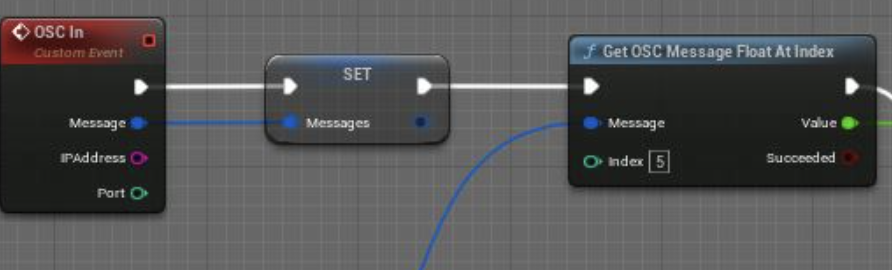 OSC In
Custom Event
SET
f Get OSC Message Float At Index
Message
Messages
Message
Value
IPAddress
Index 5
Succeeded
Port